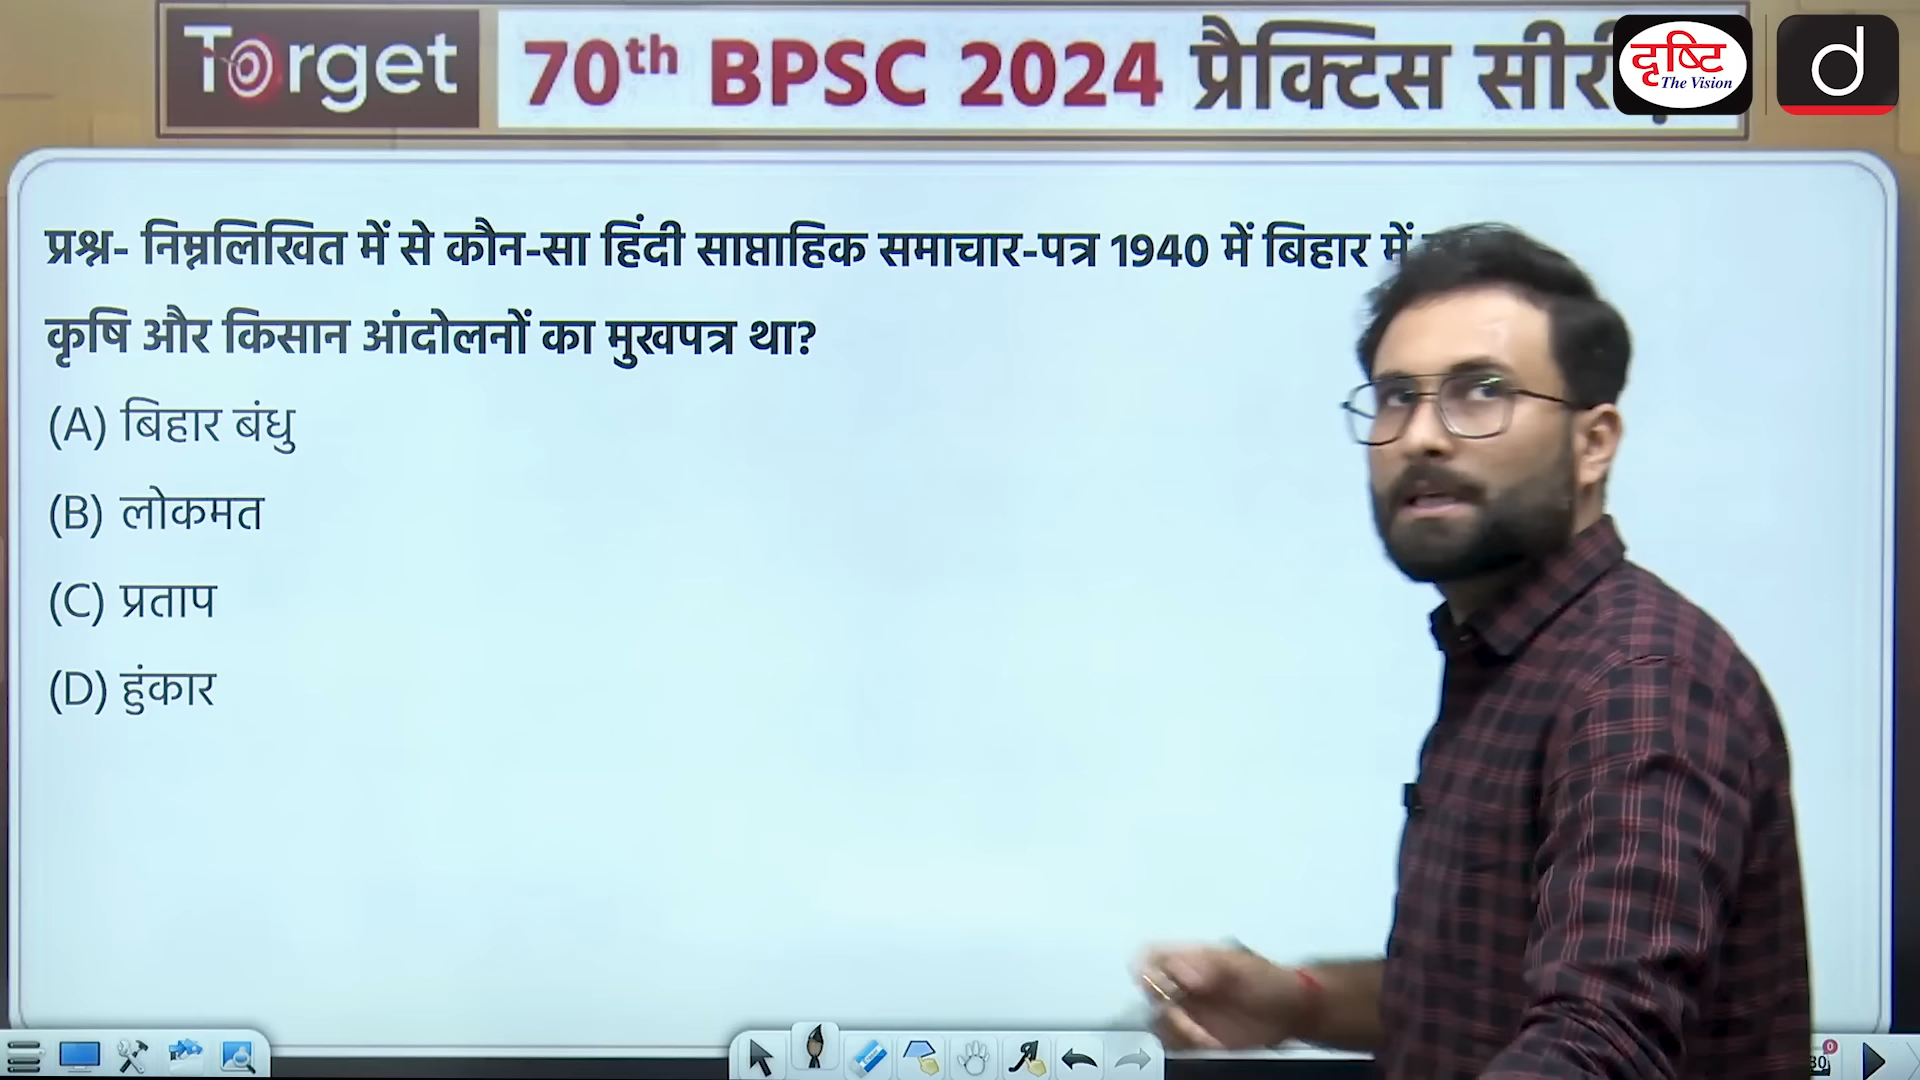 Target
70th BPSC 2024 प्रैक्टिस
दृष्टि
The Vision
d
प्रश्न- निम्नलिखित में से कौन-सा हिंदी साप्ताहिक समाचार-पत्र 1940 में बिहार में
कृषि और किसान आंदोलनों का मुखपत्र था?
(A) बिहार बंधु
(B) लोकमत
(C) प्रताप
(D) हुंकार